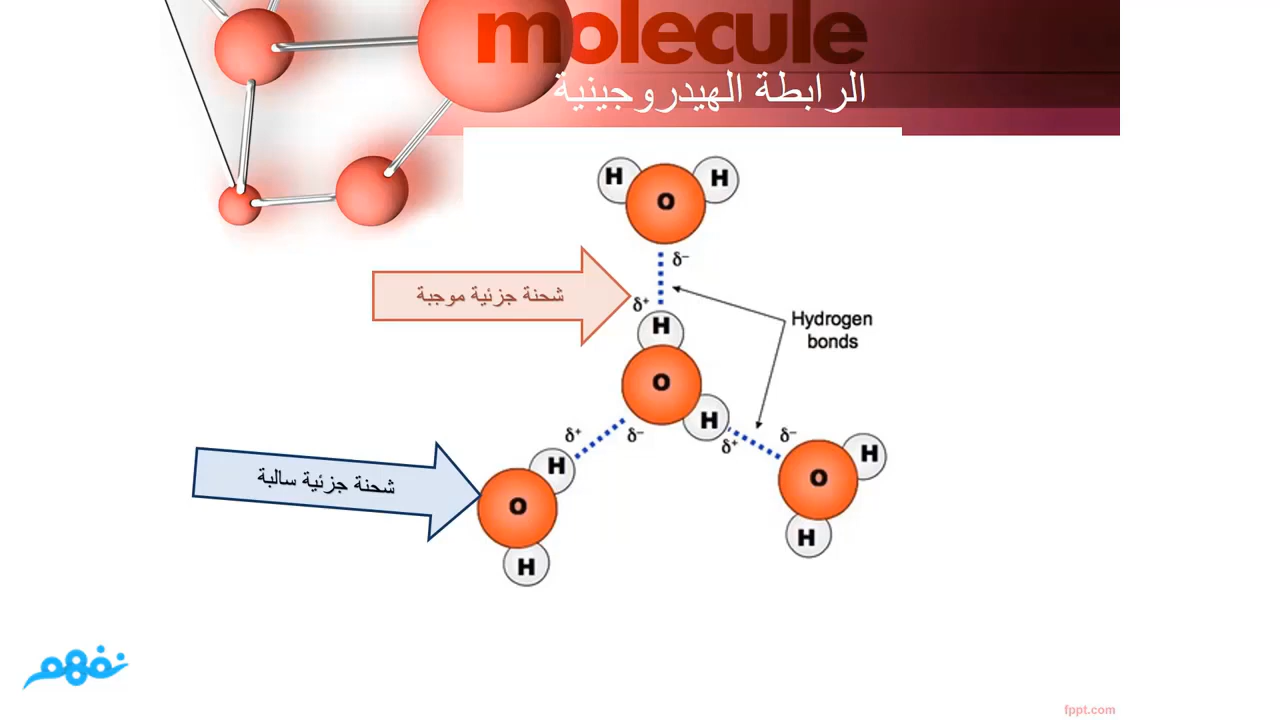 molecule
الرابطة الهيدروجينية
H H
O
δ⁻
شحنة جزئية موجبة
δ⁺
H
Hydrogen
bonds
O
H
δ⁺ δ⁻ δ⁺ δ⁻
H
H
O
شحنة جزئية سالبة
O
H
H
نفهم
fppt.com